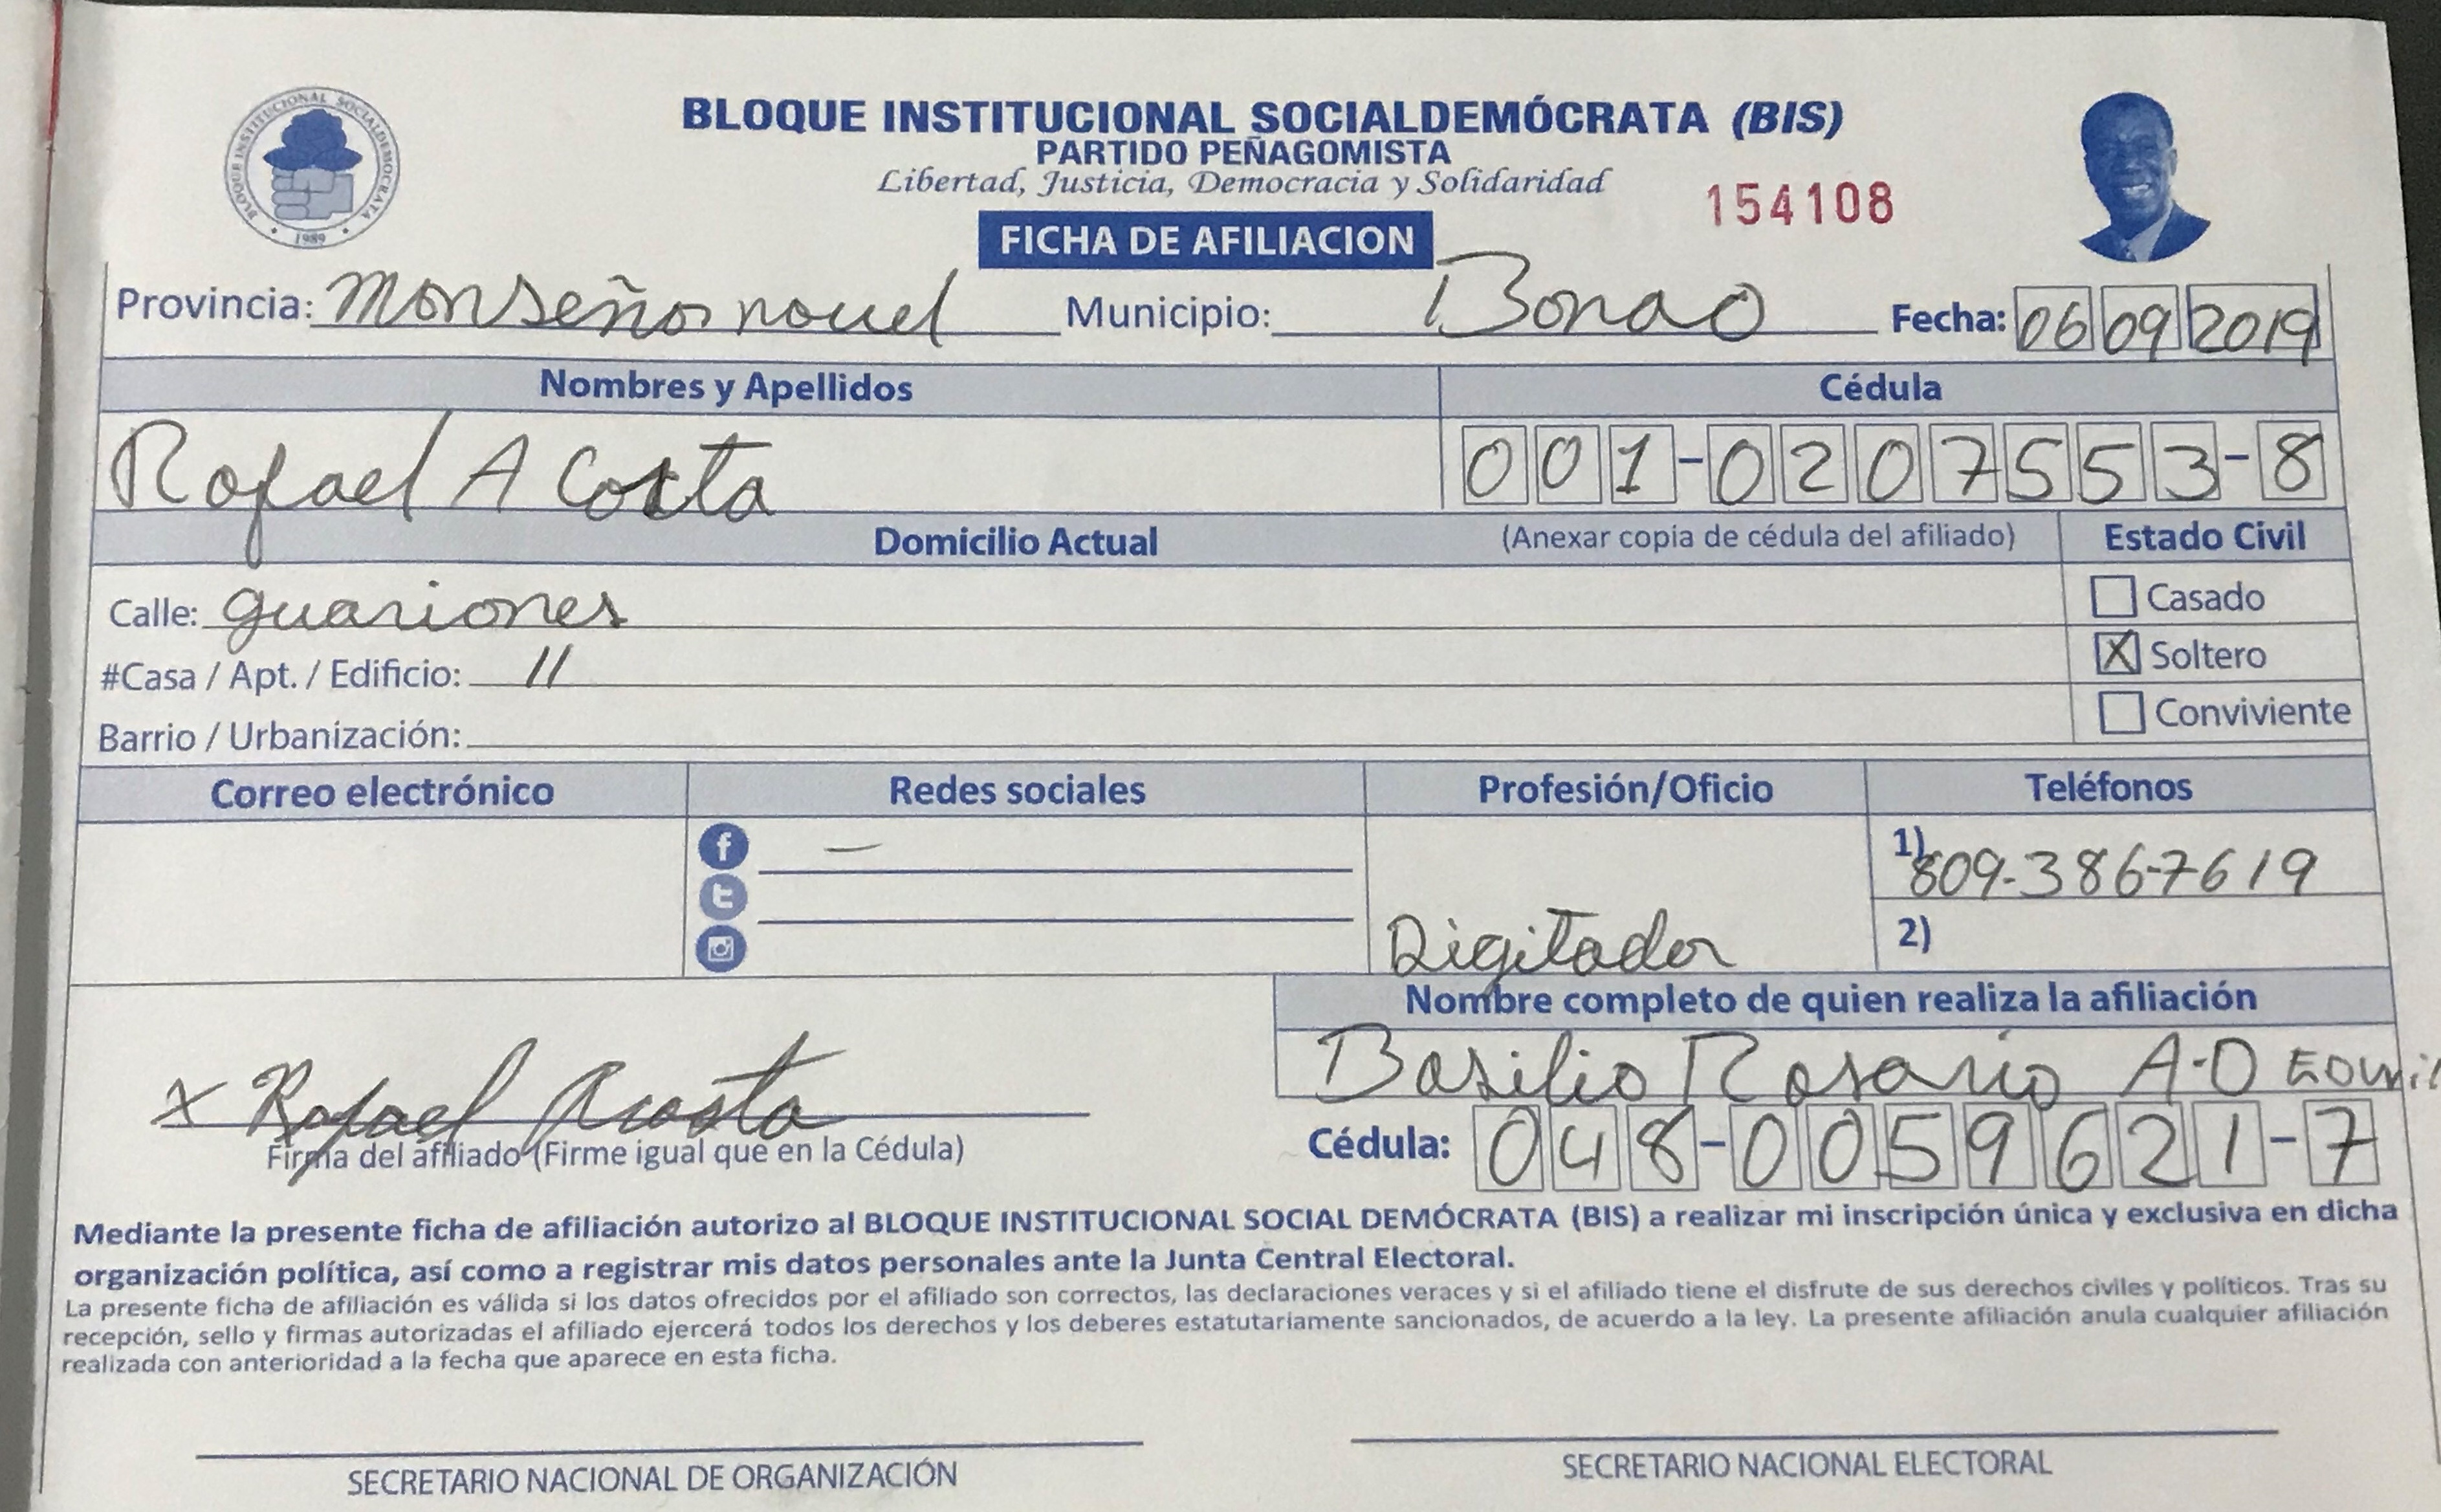 BLOQUE INSTITUCIONAL SOCIALDEMOCRATA
1989
BLOQUE INSTITUCIONAL SOCIALDEMÓCRATA (BIS)
PARTIDO PEÑAGOMISTA
Libertad, Justicia, Democracia y Solidaridad
154108
FICHA DE AFILIACION
Provincia: Monseñor nouel Municipio: Bonao Fecha: 06 09 2019
Nombres y Apellidos Cédula
Rafael A Costa 001-0207553-8
Domicilio Actual (Anexar copia de cédula del afiliado) Estado Civil
Calle: guariones Casado
#Casa / Apt. / Edificio: 11 X Soltero
Barrio / Urbanización: Conviviente
Correo electrónico Redes sociales Profesión/Oficio Teléfonos
f — 1) 809-386-7619
Digitador 2)
Nombre completo de quien realiza la afiliación
Basilio Rosario A-D
x Rafael Acosta
Firma del afiliado (Firme igual que en la Cédula) Cédula: 048-0059621-7
Mediante la presente ficha de afiliación autorizo al BLOQUE INSTITUCIONAL SOCIAL DEMÓCRATA (BIS) a realizar mi inscripción única y exclusiva en dicha
organización política, así como a registrar mis datos personales ante la Junta Central Electoral.
La presente ficha de afiliación es válida si los datos ofrecidos por el afiliado son correctos, las declaraciones veraces y si el afiliado tiene el disfrute de sus derechos civiles y políticos. Tras su
recepción, sello y firmas autorizadas el afiliado ejercerá todos los derechos y los deberes estatutariamente sancionados, de acuerdo a la ley. La presente afiliación anula cualquier afiliación
realizada con anterioridad a la fecha que aparece en esta ficha.
SECRETARIO NACIONAL DE ORGANIZACIÓN SECRETARIO NACIONAL ELECTORAL